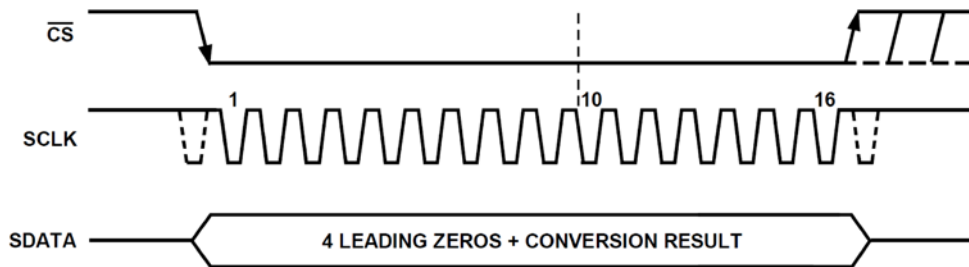 CS
1 10 16
SCLK
SDATA 4 LEADING ZEROS + CONVERSION RESULT